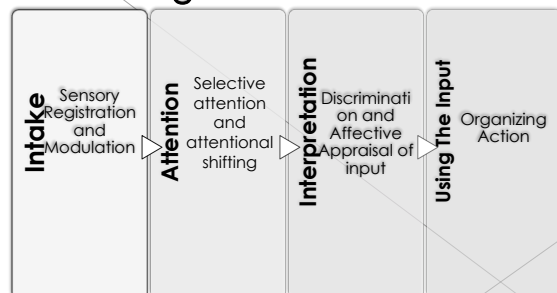 Intake
Sensory
Registration
and
Modulation
Attention
Selective
attention
and
attentional
shifting
Interpretation
Discriminati
on and
Affective
Appraisal of
input
Using The Input
Organizing
Action